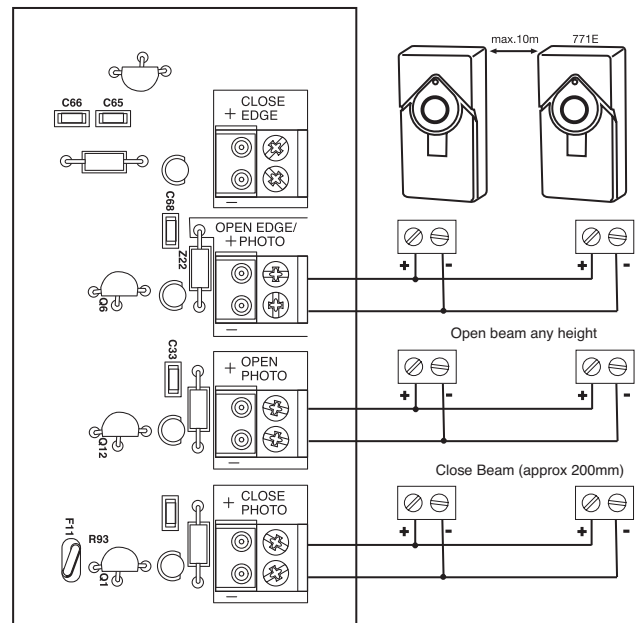 max.10m 771E
C66 C65
CLOSE
+ EDGE
−
C68
OPEN EDGE/
+ PHOTO
Z22
Q6
−
+ - + -
Open beam any height
C33
+ OPEN
PHOTO
Q12
−
+ - + -
Close Beam (approx 200mm)
+ CLOSE
PHOTO
F11
R93
Q1
−
+ - + -